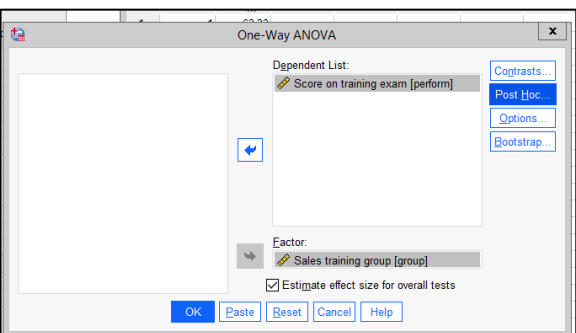 One-Way ANOVA
x
Dependent List:
Score on training exam [perform]
Contrasts...
Post Hoc...
Options...
Bootstrap...
Factor:
Sales training group [group]
Estimate effect size for overall tests
OK Paste Reset Cancel Help